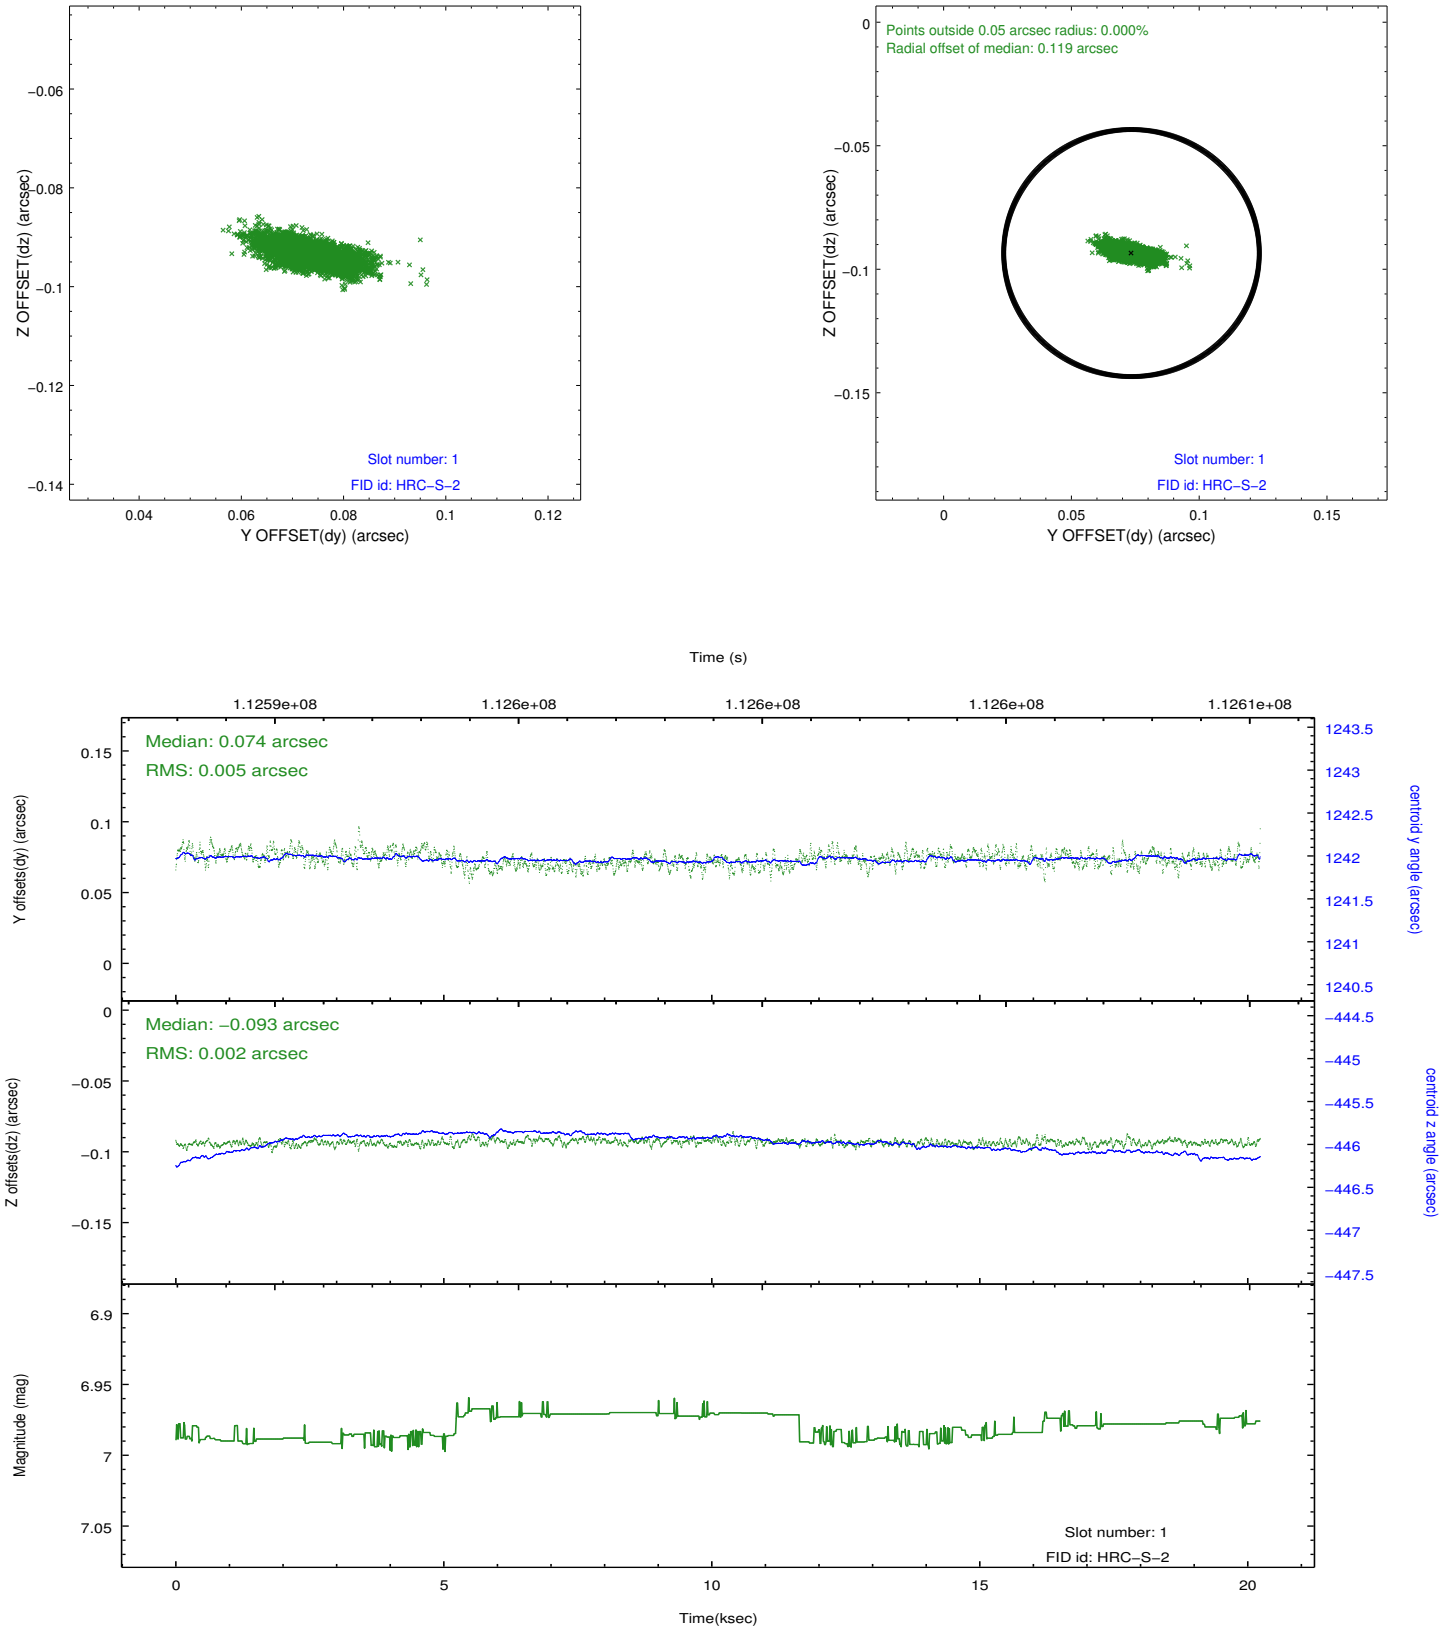 −0.06
−0.08
−0.1
−0.12
−0.14
Z OFFSET(dz) (arcsec)
Slot number: 1
FID id: HRC−S−2
0.04 0.06 0.08 0.1 0.12
Y OFFSET(dy) (arcsec)
Points outside 0.05 arcsec radius: 0.000%
Radial offset of median: 0.119 arcsec
0
−0.05
−0.1
−0.15
Z OFFSET(dz) (arcsec)
Slot number: 1
FID id: HRC−S−2
0 0.05 0.1 0.15
Y OFFSET(dy) (arcsec)
Time (s)
1.1259e+08 1.126e+08 1.126e+08 1.126e+08 1.1261e+08
Median: 0.074 arcsec
RMS: 0.005 arcsec
0.15
0.1
0.05
0
Y offsets(dy) (arcsec)
1243.5
1243
1242.5
1242
1241.5
1241
1240.5
centroid y angle (arcsec)
Median: −0.093 arcsec
RMS: 0.002 arcsec
0
−0.05
−0.1
−0.15
Z offsets(dz) (arcsec)
−444.5
−445
−445.5
−446
−446.5
−447
−447.5
centroid z angle (arcsec)
6.9
6.95
7
7.05
Magnitude (mag)
Slot number: 1
FID id: HRC−S−2
0 5 10 15 20
Time(ksec)